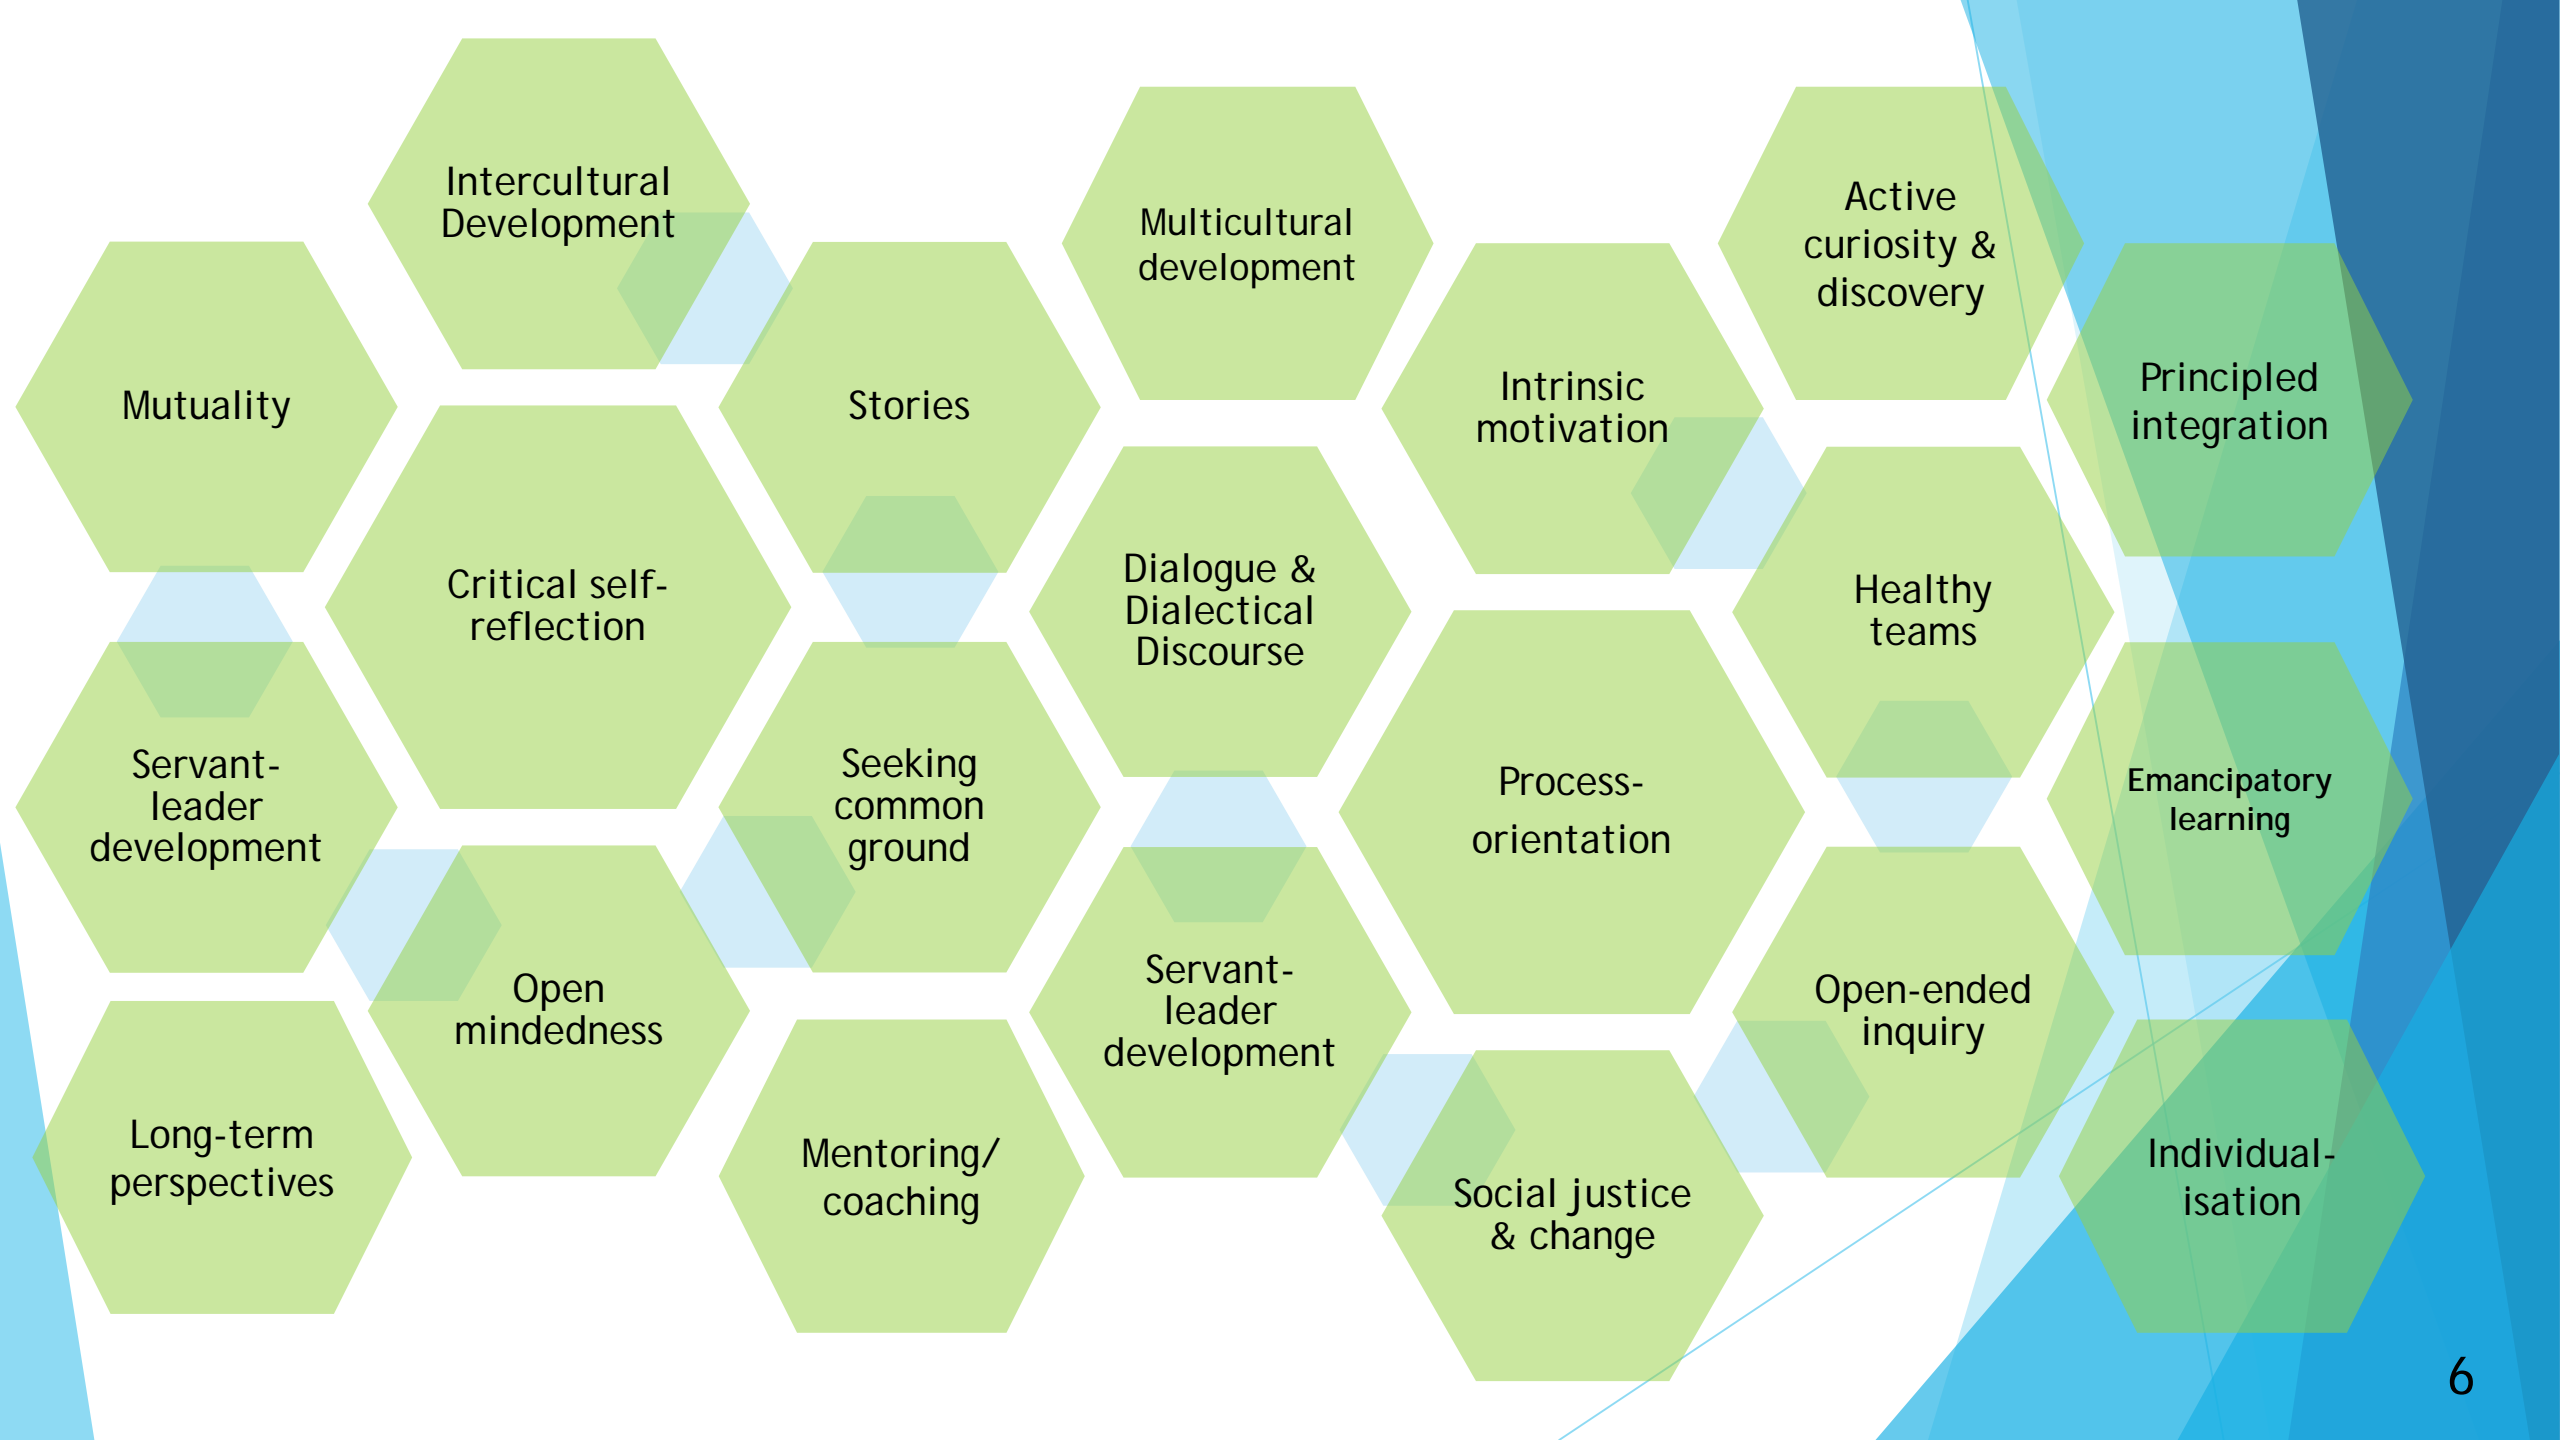 Intercultural
Development
Multicultural
development
Active
curiosity &
discovery
Mutuality
Stories
Intrinsic
motivation
Principled
integration
Critical self-
reflection
Dialogue &
Dialectical
Discourse
Healthy
teams
Servant-
leader
development
Seeking
common
ground
Process-
orientation
Emancipatory
learning
Open
mindedness
Servant-
leader
development
Open-ended
inquiry
Long-term
perspectives
Mentoring/
coaching
Social justice
& change
Individual-
isation
6